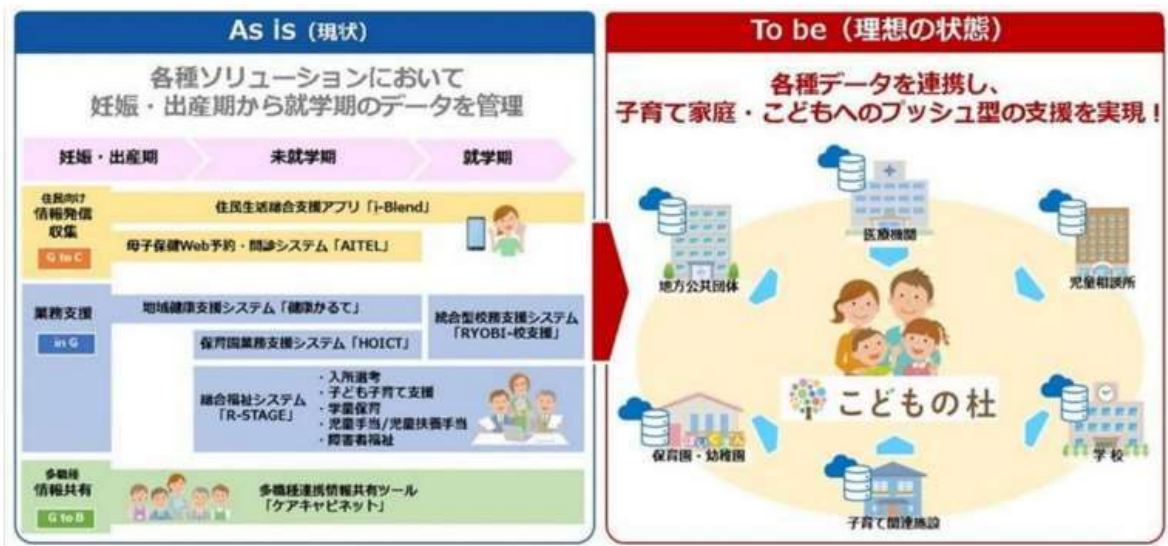 As is (現状)
各種ソリューションにおいて
妊娠・出産期から就学期のデータを管理
妊娠・出産期
未就学期
就学期
住民向け
情報発信
収集
G to C
住民生活総合支援アプリ「i-Blend」
母子保健Web予約・問診システム「AITEL」
業務支援
in G
地域健康支援システム「健康かるて」
統合型校務支援システム
「RYOBI-校支援」
保育園業務支援システム「HOICT」
総合福祉システム
「R-STAGE」
・入所選考
・子ども子育て支援
・学童保育
・児童手当/児童扶養手当
・障害者福祉
多職種
情報共有
G to B
多職種連携情報共有ツール
「ケアキャビネット」
To be（理想の状態）
各種データを連携し、
子育て家庭・こどもへのプッシュ型の支援を実現！
医療機関
地方公共団体
児童相談所
こどもの杜
保育園・幼稚園
学校
子育て関連施設